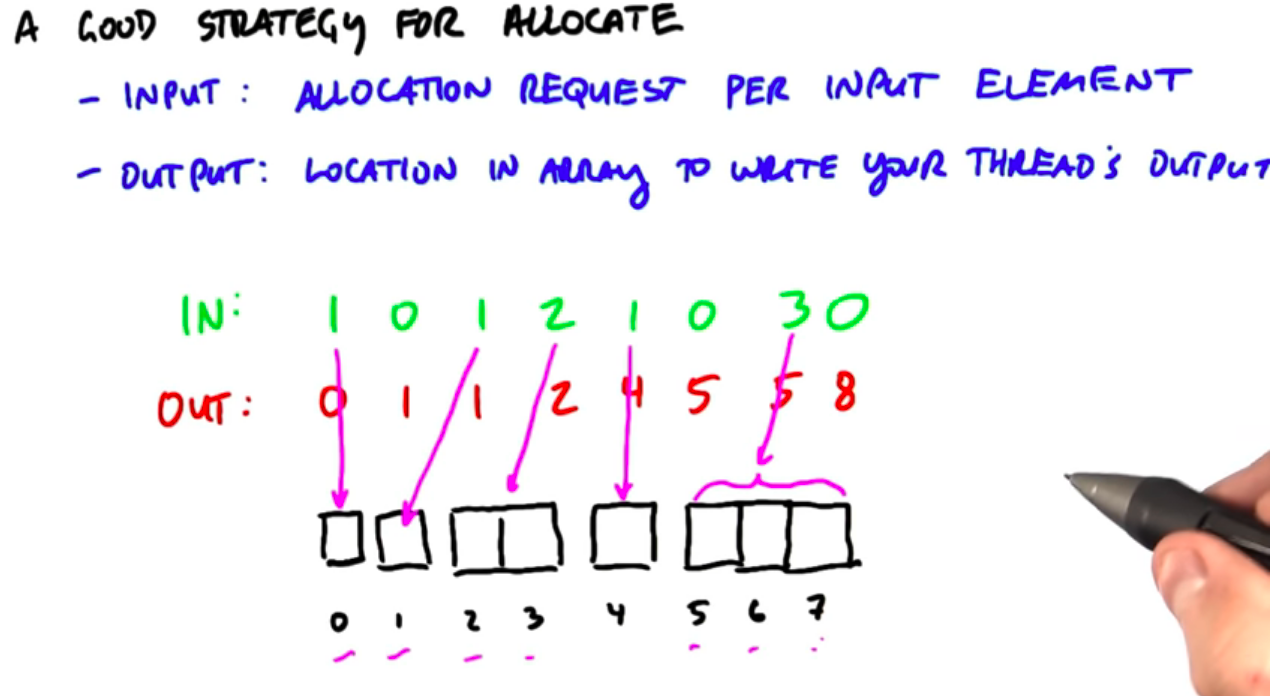 A GOOD STRATEGY FOR ALLOCATE
- INPUT: ALLOCATION REQUEST PER INPUT ELEMENT
- OUTPUT: LOCATION IN ARRAY TO WRITE YOUR THREAD'S OUTPUT
IN: 1 0 1 2 1 0 3 0
OUT: 0 1 1 2 4 5 5 8
0 1 2 3 4 5 6 7